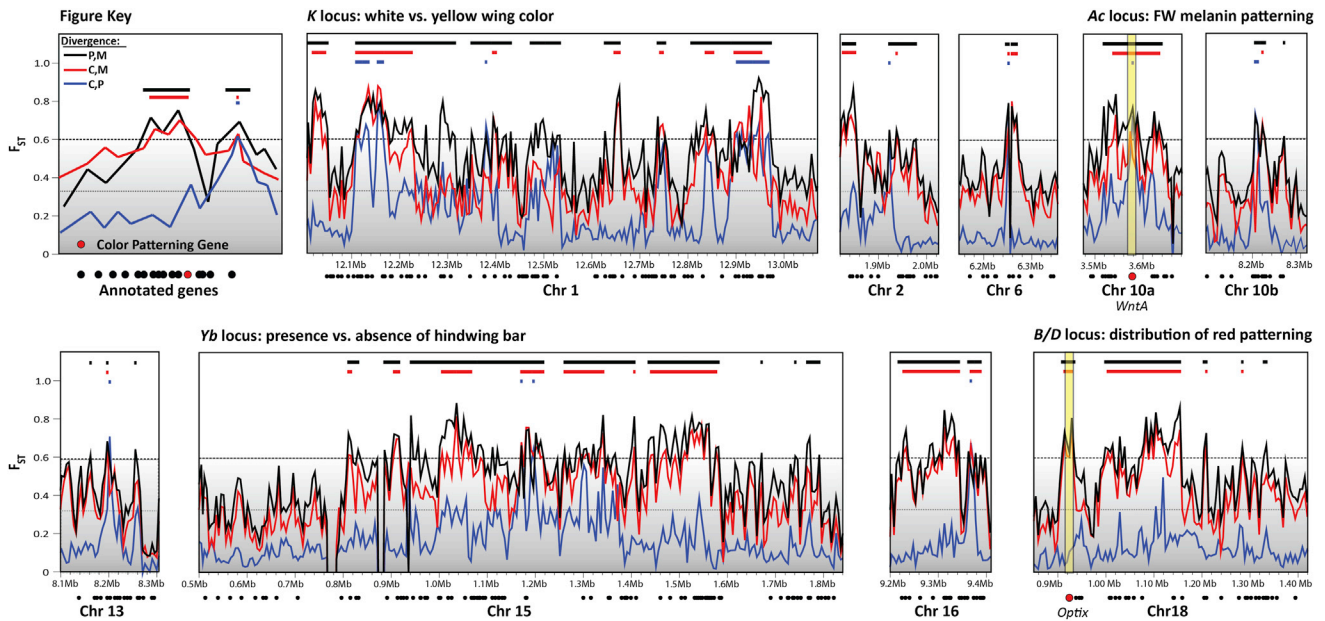 Figure Key
K locus: white vs. yellow wing color
Ac locus: FW melanin patterning
Divergence:
P,M
C,M
C,P
1.0
0.8
0.6
0.4
0.2
0
FST
Color Patterning Gene
Annotated genes
12.1Mb 12.2Mb 12.3Mb 12.4Mb 12.5Mb 12.6Mb 12.7Mb 12.8Mb 12.9Mb 13.0Mb
Chr 1
1.9Mb 2.0Mb
Chr 2
6.2Mb 6.3Mb
Chr 6
3.5Mb 3.6Mb
Chr 10a
WntA
8.2Mb 8.3Mb
Chr 10b
Yb locus: presence vs. absence of hindwing bar
B/D locus: distribution of red patterning
1.0
0.8
0.6
0.4
0.2
0
FST
8.1Mb 8.2Mb 8.3Mb
Chr 13
0.5Mb 0.6Mb 0.7Mb 0.8Mb 0.9Mb 1.0Mb 1.1Mb 1.2Mb 1.3Mb 1.4Mb 1.5Mb 1.6Mb 1.7Mb 1.8Mb
Chr 15
9.2Mb 9.3Mb 9.4Mb
Chr 16
0.90Mb 1.00 Mb 1.10Mb 1.20Mb 1.30 Mb 1.40 Mb
Optix
Chr18